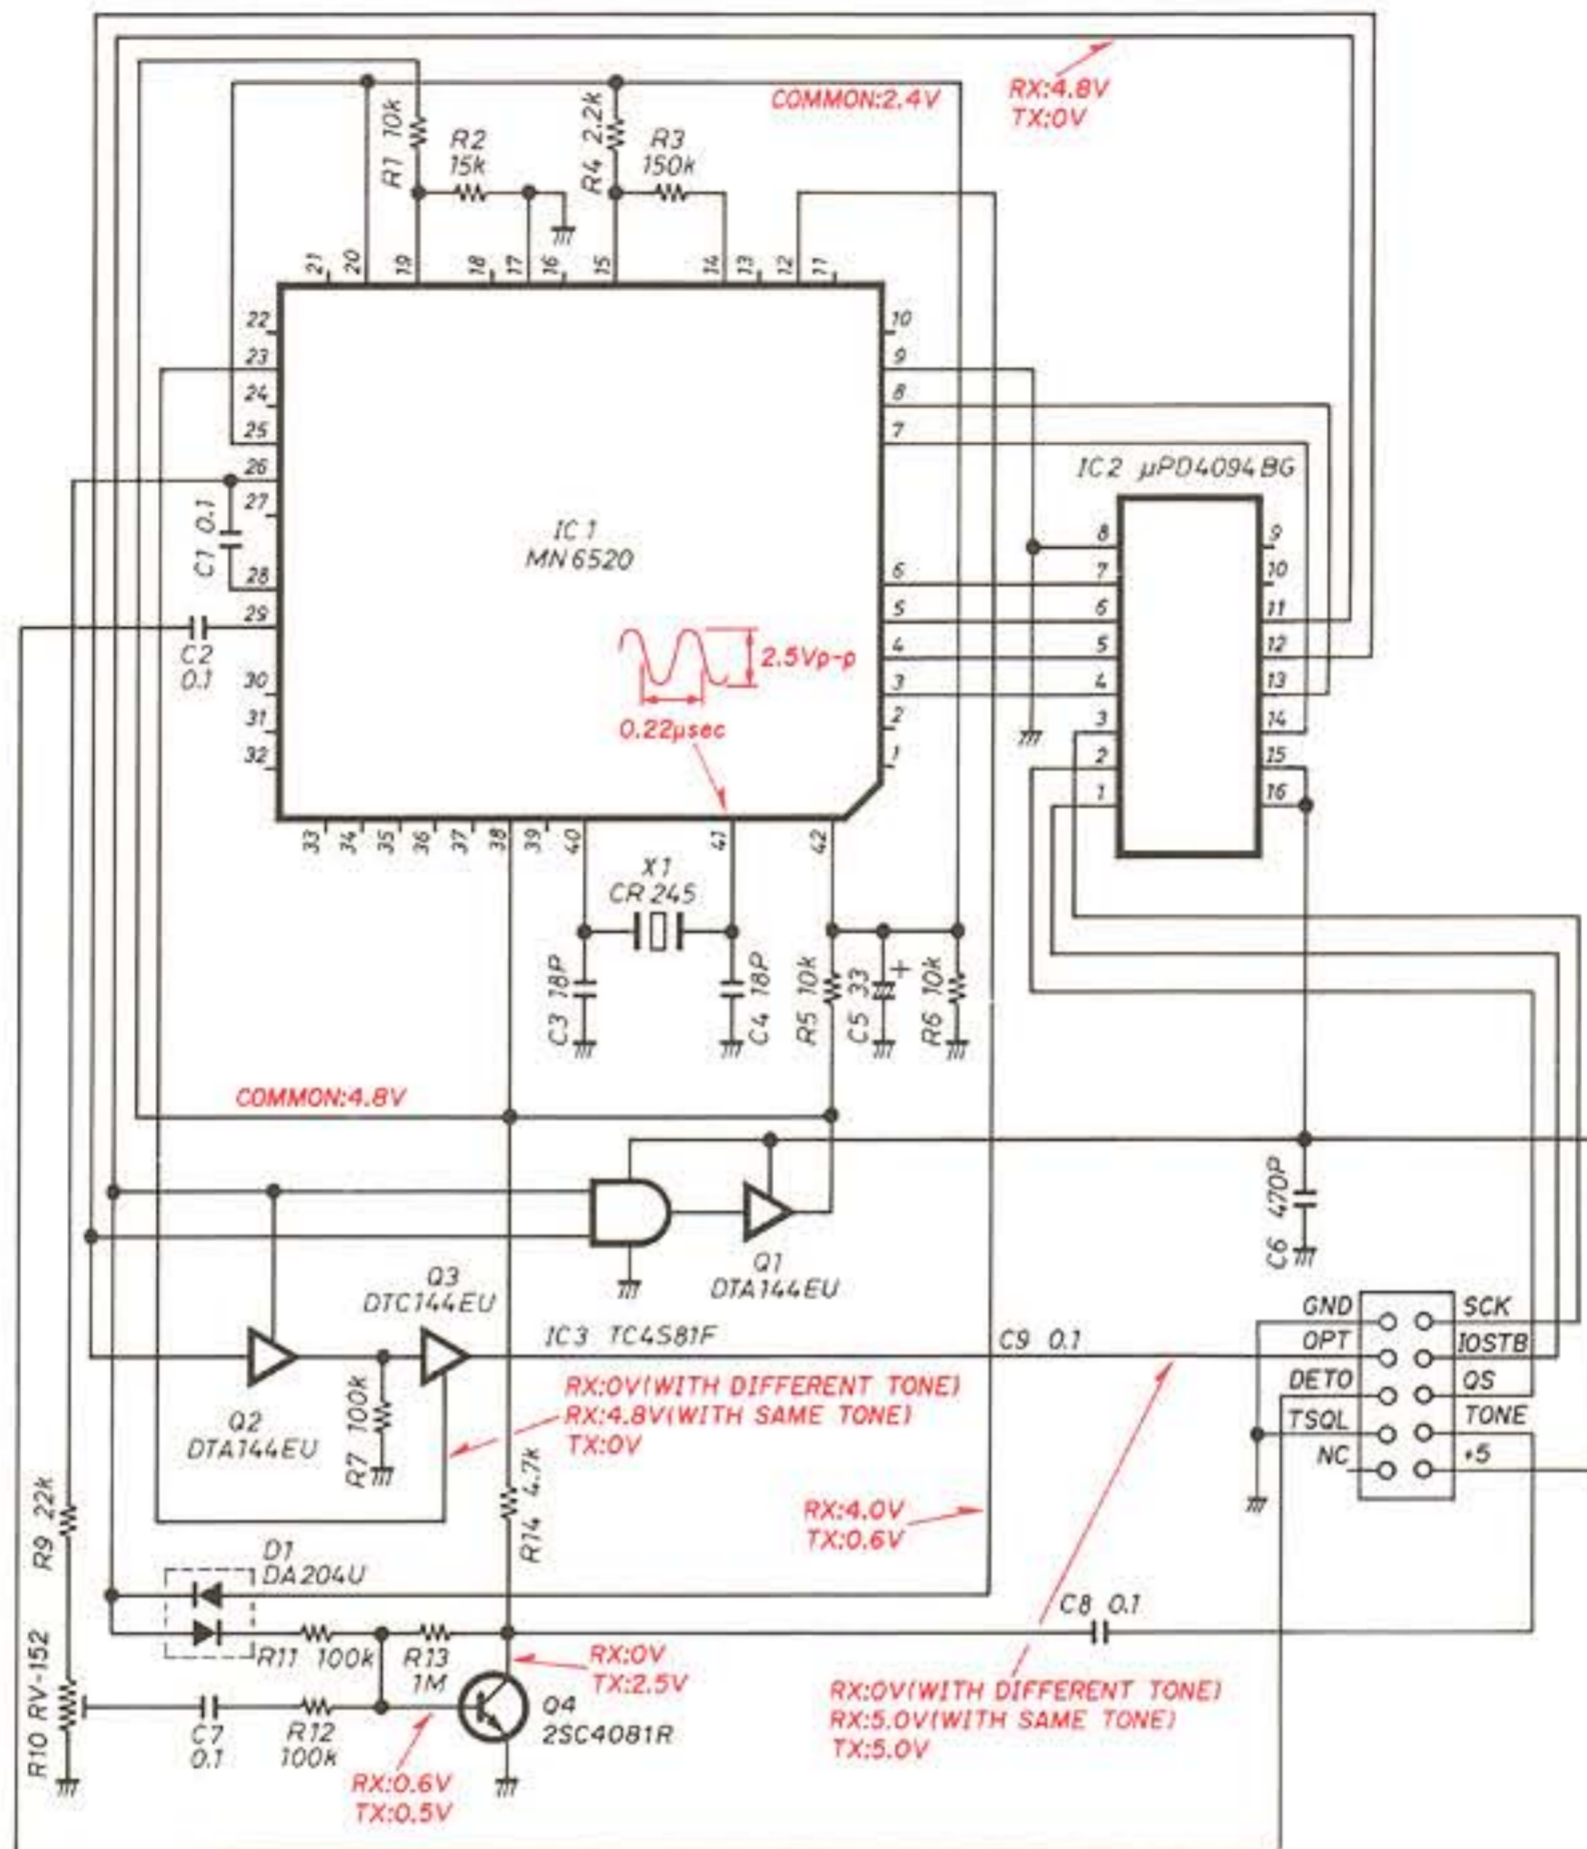 COMMON:2.4V
RX:4.8V
TX:0V
R1 10k
R2
15k
R4 2.2k
R3
150k
21
20
19
18
17
16
15
14
13
12
11
22
23
24
25
26
27
28
29
30
31
32
10
9
8
7
6
5
4
3
2
1
C1 0.1
C2
0.1
IC1
MN6520
2.5Vp-p
0.22µsec
IC2 µPD4094BG
8
7
6
5
4
3
2
1
9
10
11
12
13
14
15
16
33
34
35
36
37
38
39
40
41
42
X1
CR245
C3 18P
C4 18P
R5 10k
C5 33
+
R6 10k
COMMON:4.8V
C6 470P
Q1
DTA144EU
Q3
DTC144EU
IC3 TC4S81F
C9 0.1
Q2
DTA144EU
R7 100k
RX:0V(WITH DIFFERENT TONE)
RX:4.8V(WITH SAME TONE)
TX:0V
GND
OPT
DETO
TSQL
NC
SCK
IOSTB
QS
TONE
+5
R9 22k
R14 4.7k
RX:4.0V
TX:0.6V
D1
DA204U
C8 0.1
R11 100k
R13
1M
RX:0V
TX:2.5V
R10 RV-152
C7
0.1
R12
100k
Q4
2SC4081R
RX:0V(WITH DIFFERENT TONE)
RX:5.0V(WITH SAME TONE)
TX:5.0V
RX:0.6V
TX:0.5V